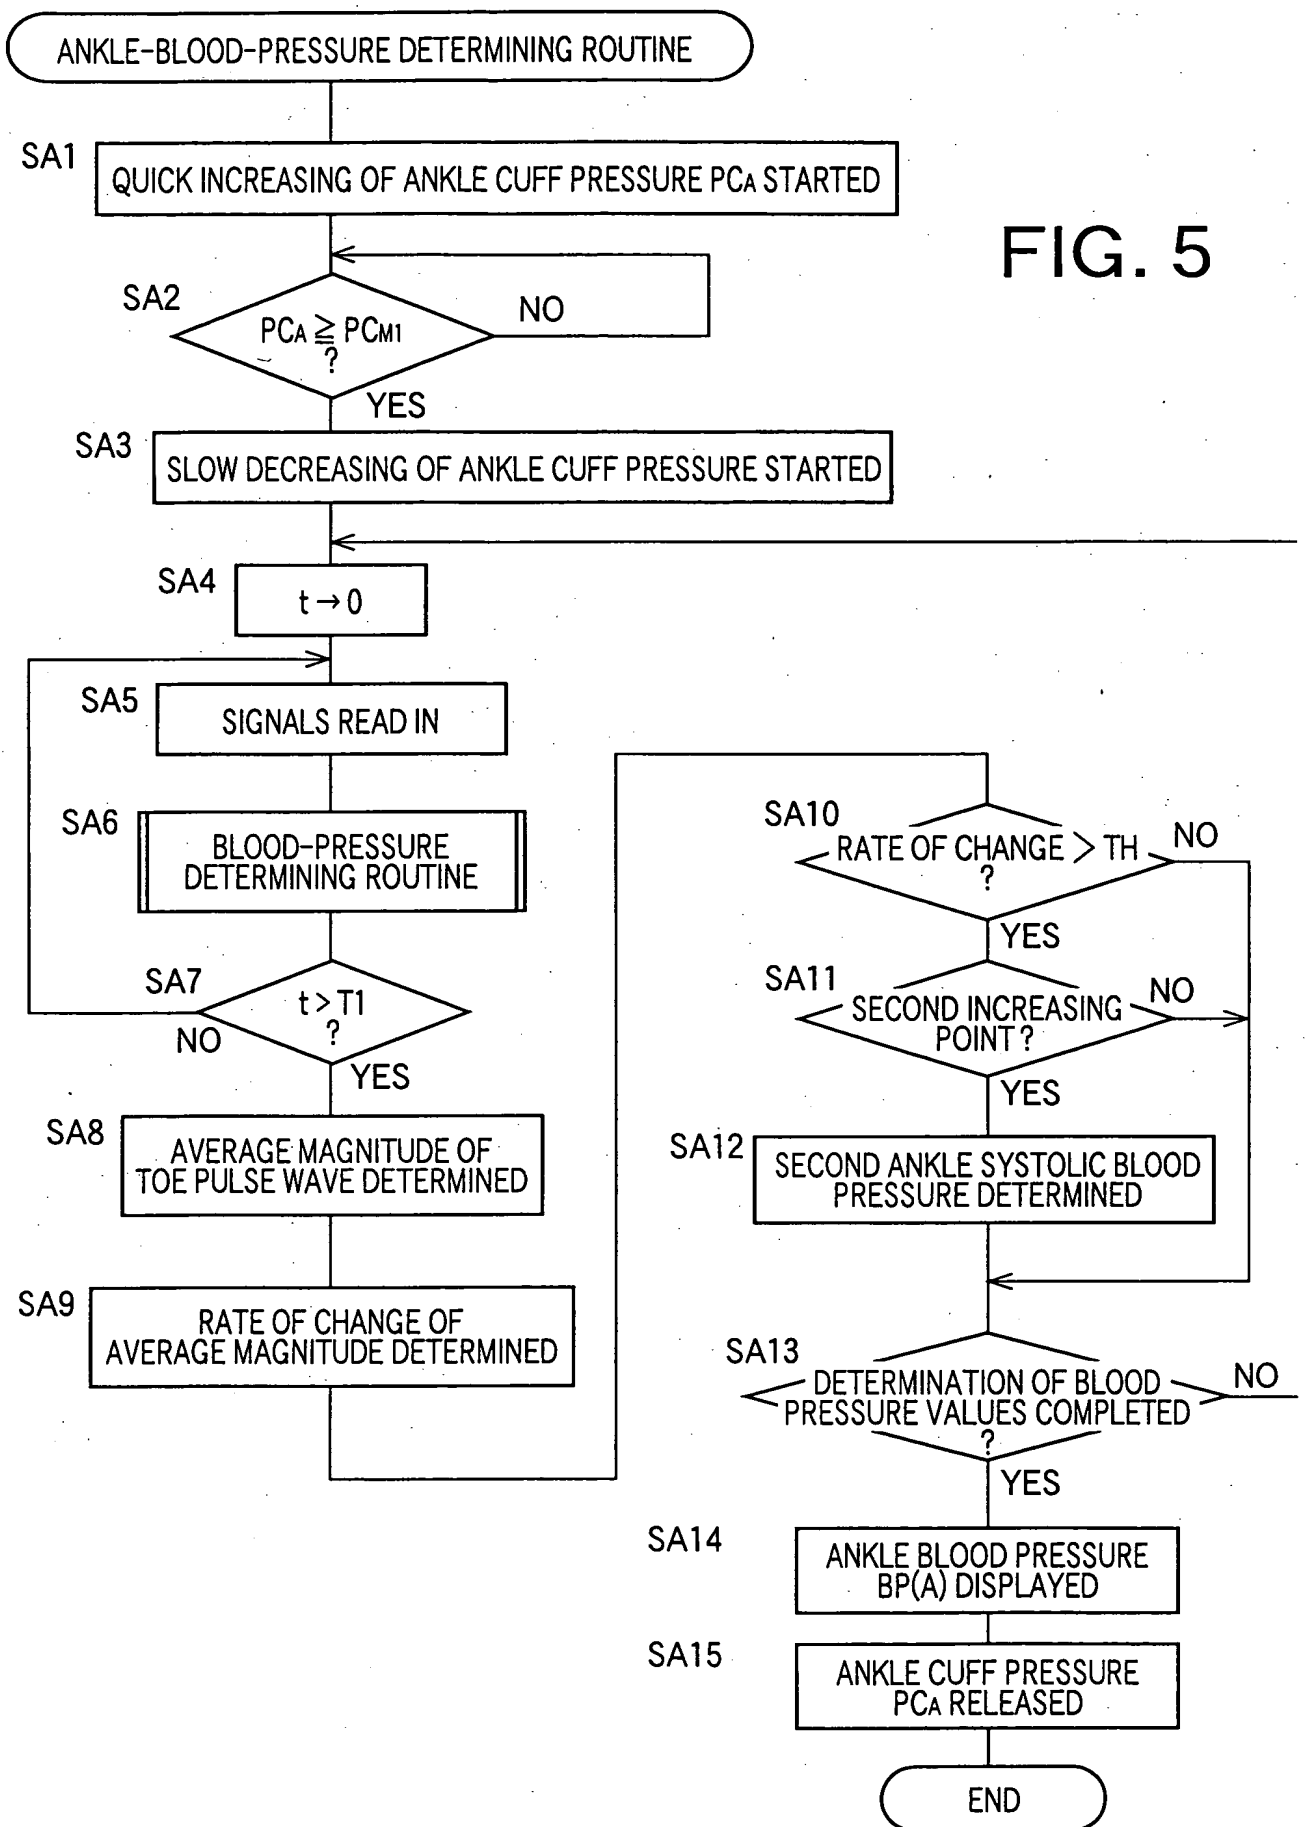 ANKLE-BLOOD-PRESSURE DETERMINING ROUTINE
SA1
QUICK INCREASING OF ANKLE CUFF PRESSURE PCA STARTED
FIG. 5
SA2
PCA ≧ PCM1
?
NO
YES
SA3
SLOW DECREASING OF ANKLE CUFF PRESSURE STARTED
SA4
t → 0
SA5
SIGNALS READ IN
SA6
BLOOD-PRESSURE
DETERMINING ROUTINE
SA7
t > T1
?
NO
YES
SA8
AVERAGE MAGNITUDE OF
TOE PULSE WAVE DETERMINED
SA9
RATE OF CHANGE OF
AVERAGE MAGNITUDE DETERMINED
SA10
RATE OF CHANGE > TH
?
NO
YES
SA11
SECOND INCREASING
POINT?
NO
YES
SA12
SECOND ANKLE SYSTOLIC BLOOD
PRESSURE DETERMINED
SA13
DETERMINATION OF BLOOD
PRESSURE VALUES COMPLETED
?
NO
YES
SA14
ANKLE BLOOD PRESSURE
BP(A) DISPLAYED
SA15
ANKLE CUFF PRESSURE
PCA RELEASED
END